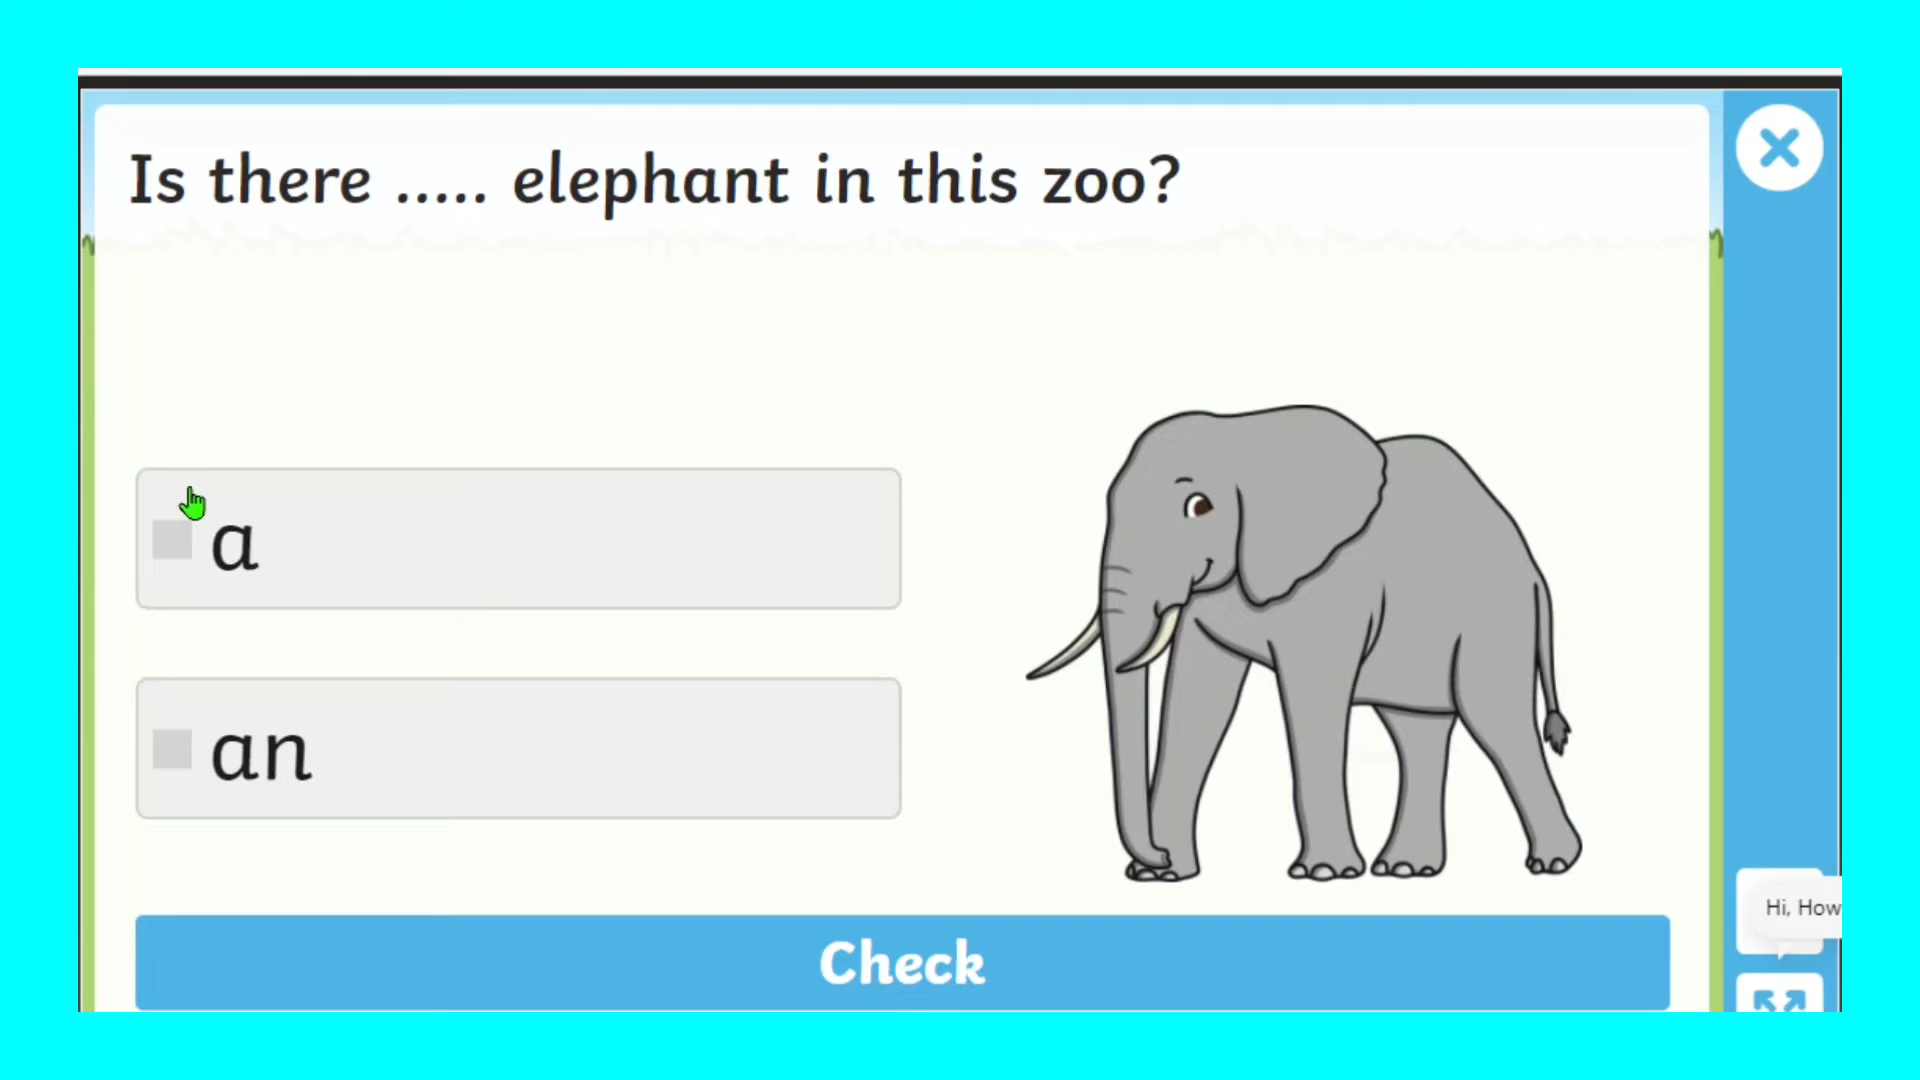 Is there ..... elephant in this zoo?
a
an
Check
Hi, How